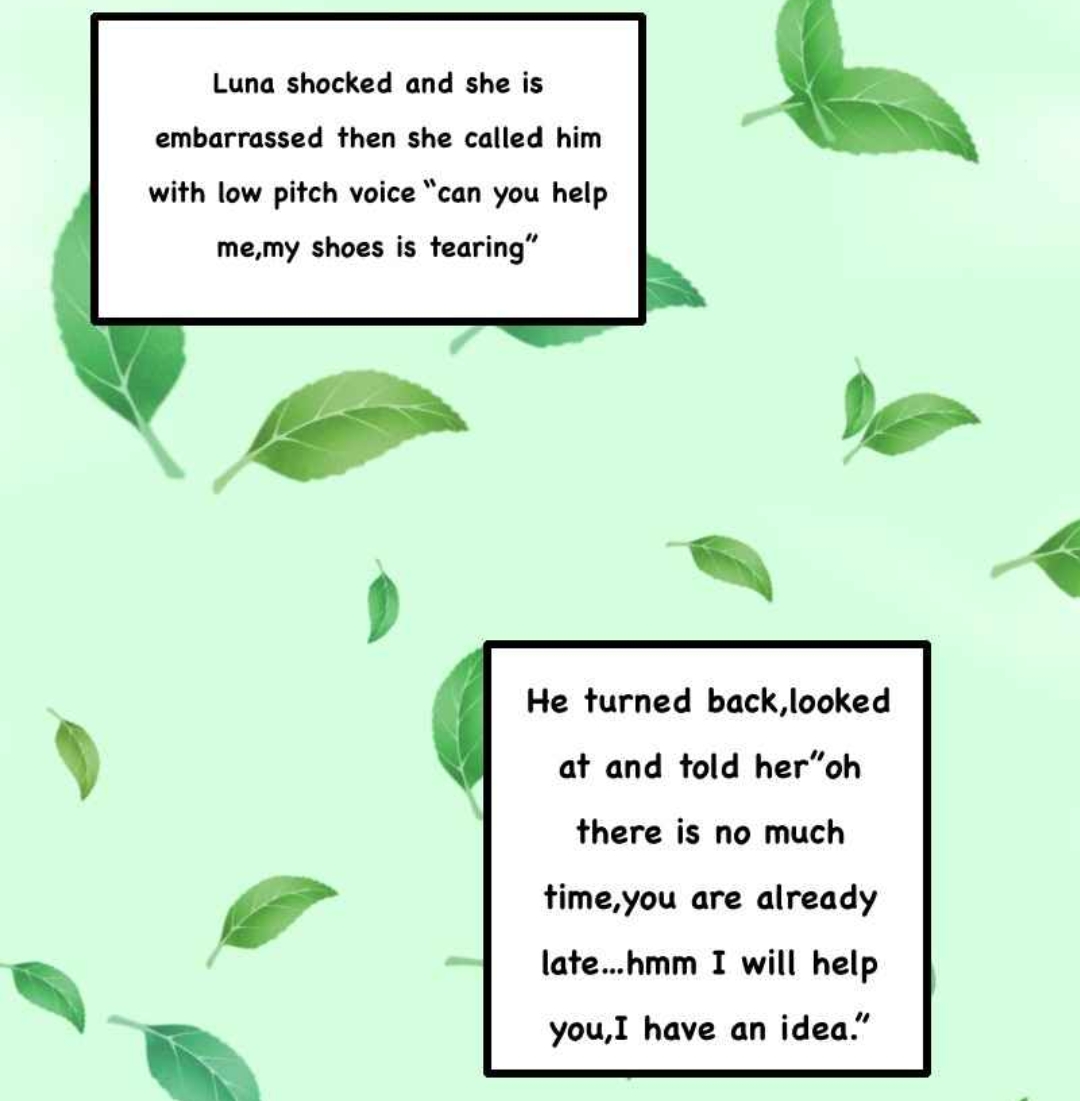 Luna shocked and she is
embarrassed then she called him
with low pitch voice “can you help
me,my shoes is tearing”
He turned back,looked
at and told her”oh
there is no much
time,you are already
late...hmm I will help
you,I have an idea.”